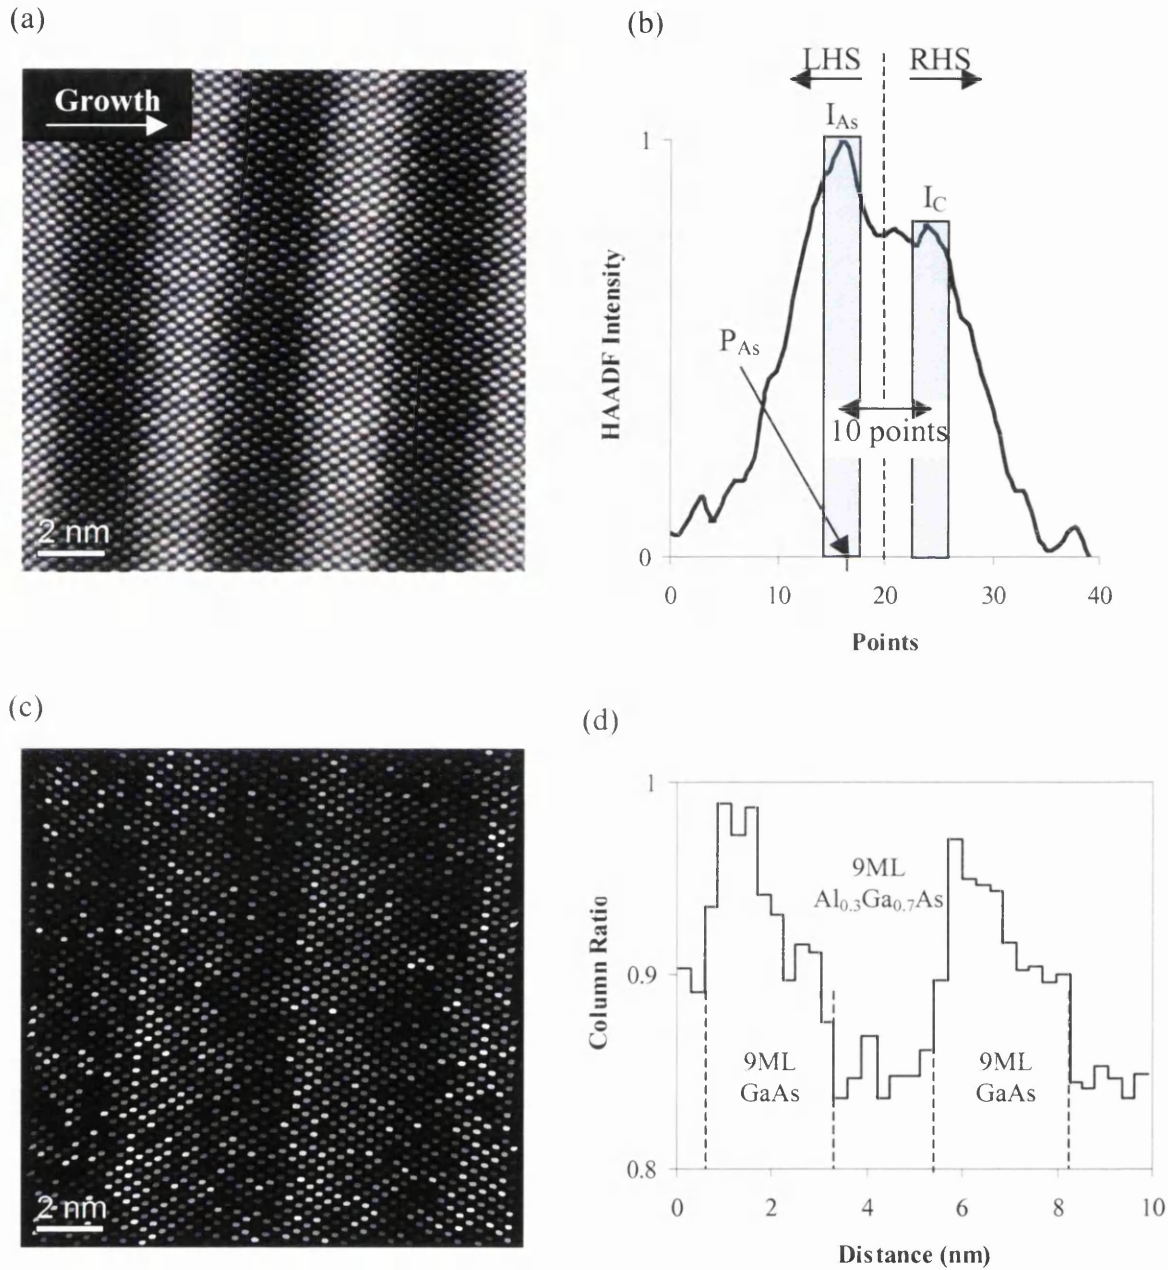 (a)
Growth
2 nm
(b)
LHS RHS
I_As
I_C
P_As
10 points
HAADF Intensity
1
0
0 10 20 30 40
Points
(c)
2 nm
(d)
Column Ratio
1
0.9
0.8
9ML
Al0.3Ga0.7As
9ML
GaAs
9ML
GaAs
0 2 4 6 8 10
Distance (nm)